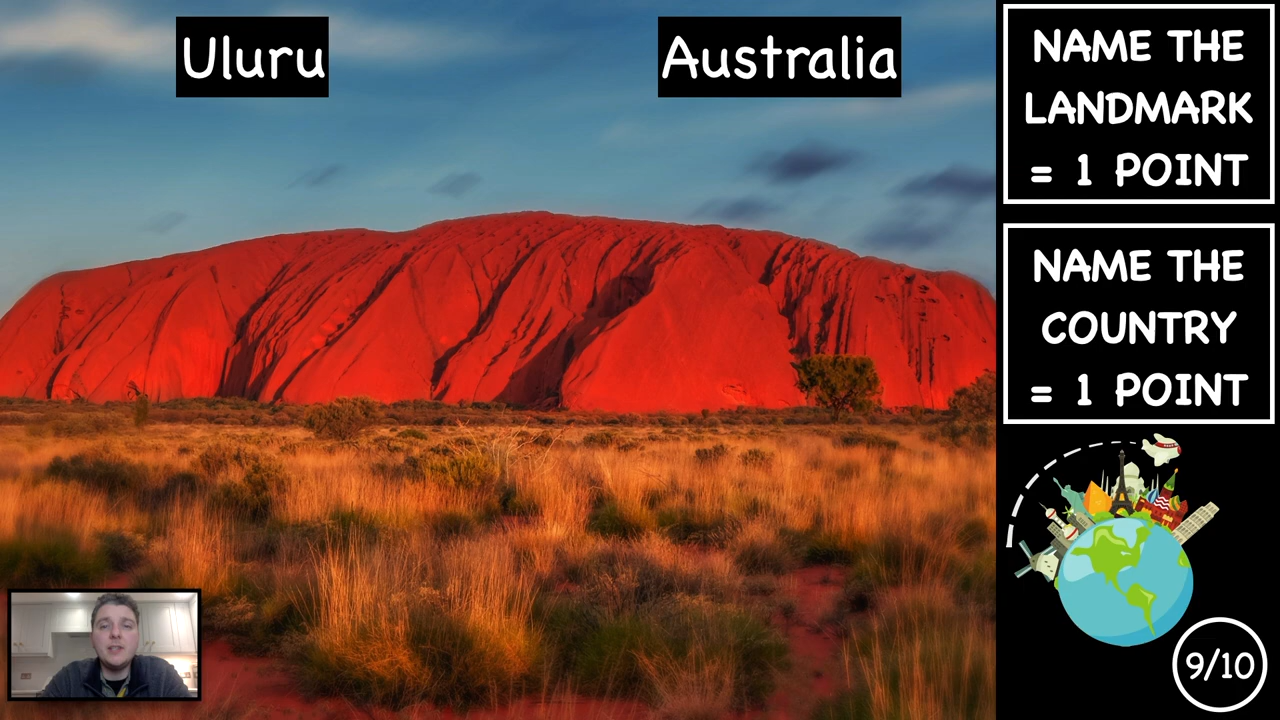 Uluru
Australia
NAME THE
LANDMARK
= 1 POINT
NAME THE
COUNTRY
= 1 POINT
9/10